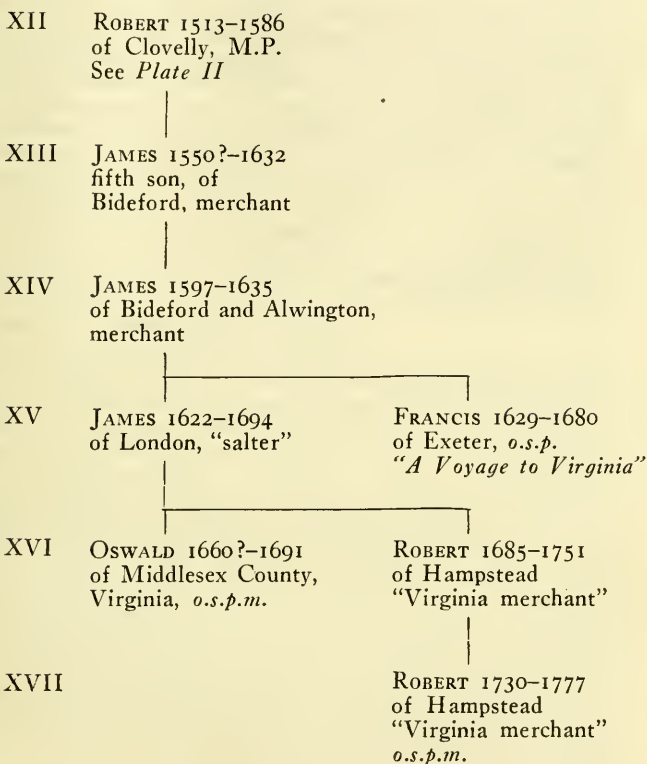 XII ROBERT 1513–1586
of Clovelly, M.P.
See Plate II
XIII JAMES 1550?–1632
fifth son, of
Bideford, merchant
XIV JAMES 1597–1635
of Bideford and Alwington,
merchant
XV JAMES 1622–1694
of London, "salter"
FRANCIS 1629–1680
of Exeter, o.s.p.
"A Voyage to Virginia"
XVI OSWALD 1660?–1691
of Middlesex County,
Virginia, o.s.p.m.
ROBERT 1685–1751
of Hampstead
"Virginia merchant"
XVII ROBERT 1730–1777
of Hampstead
"Virginia merchant"
o.s.p.m.